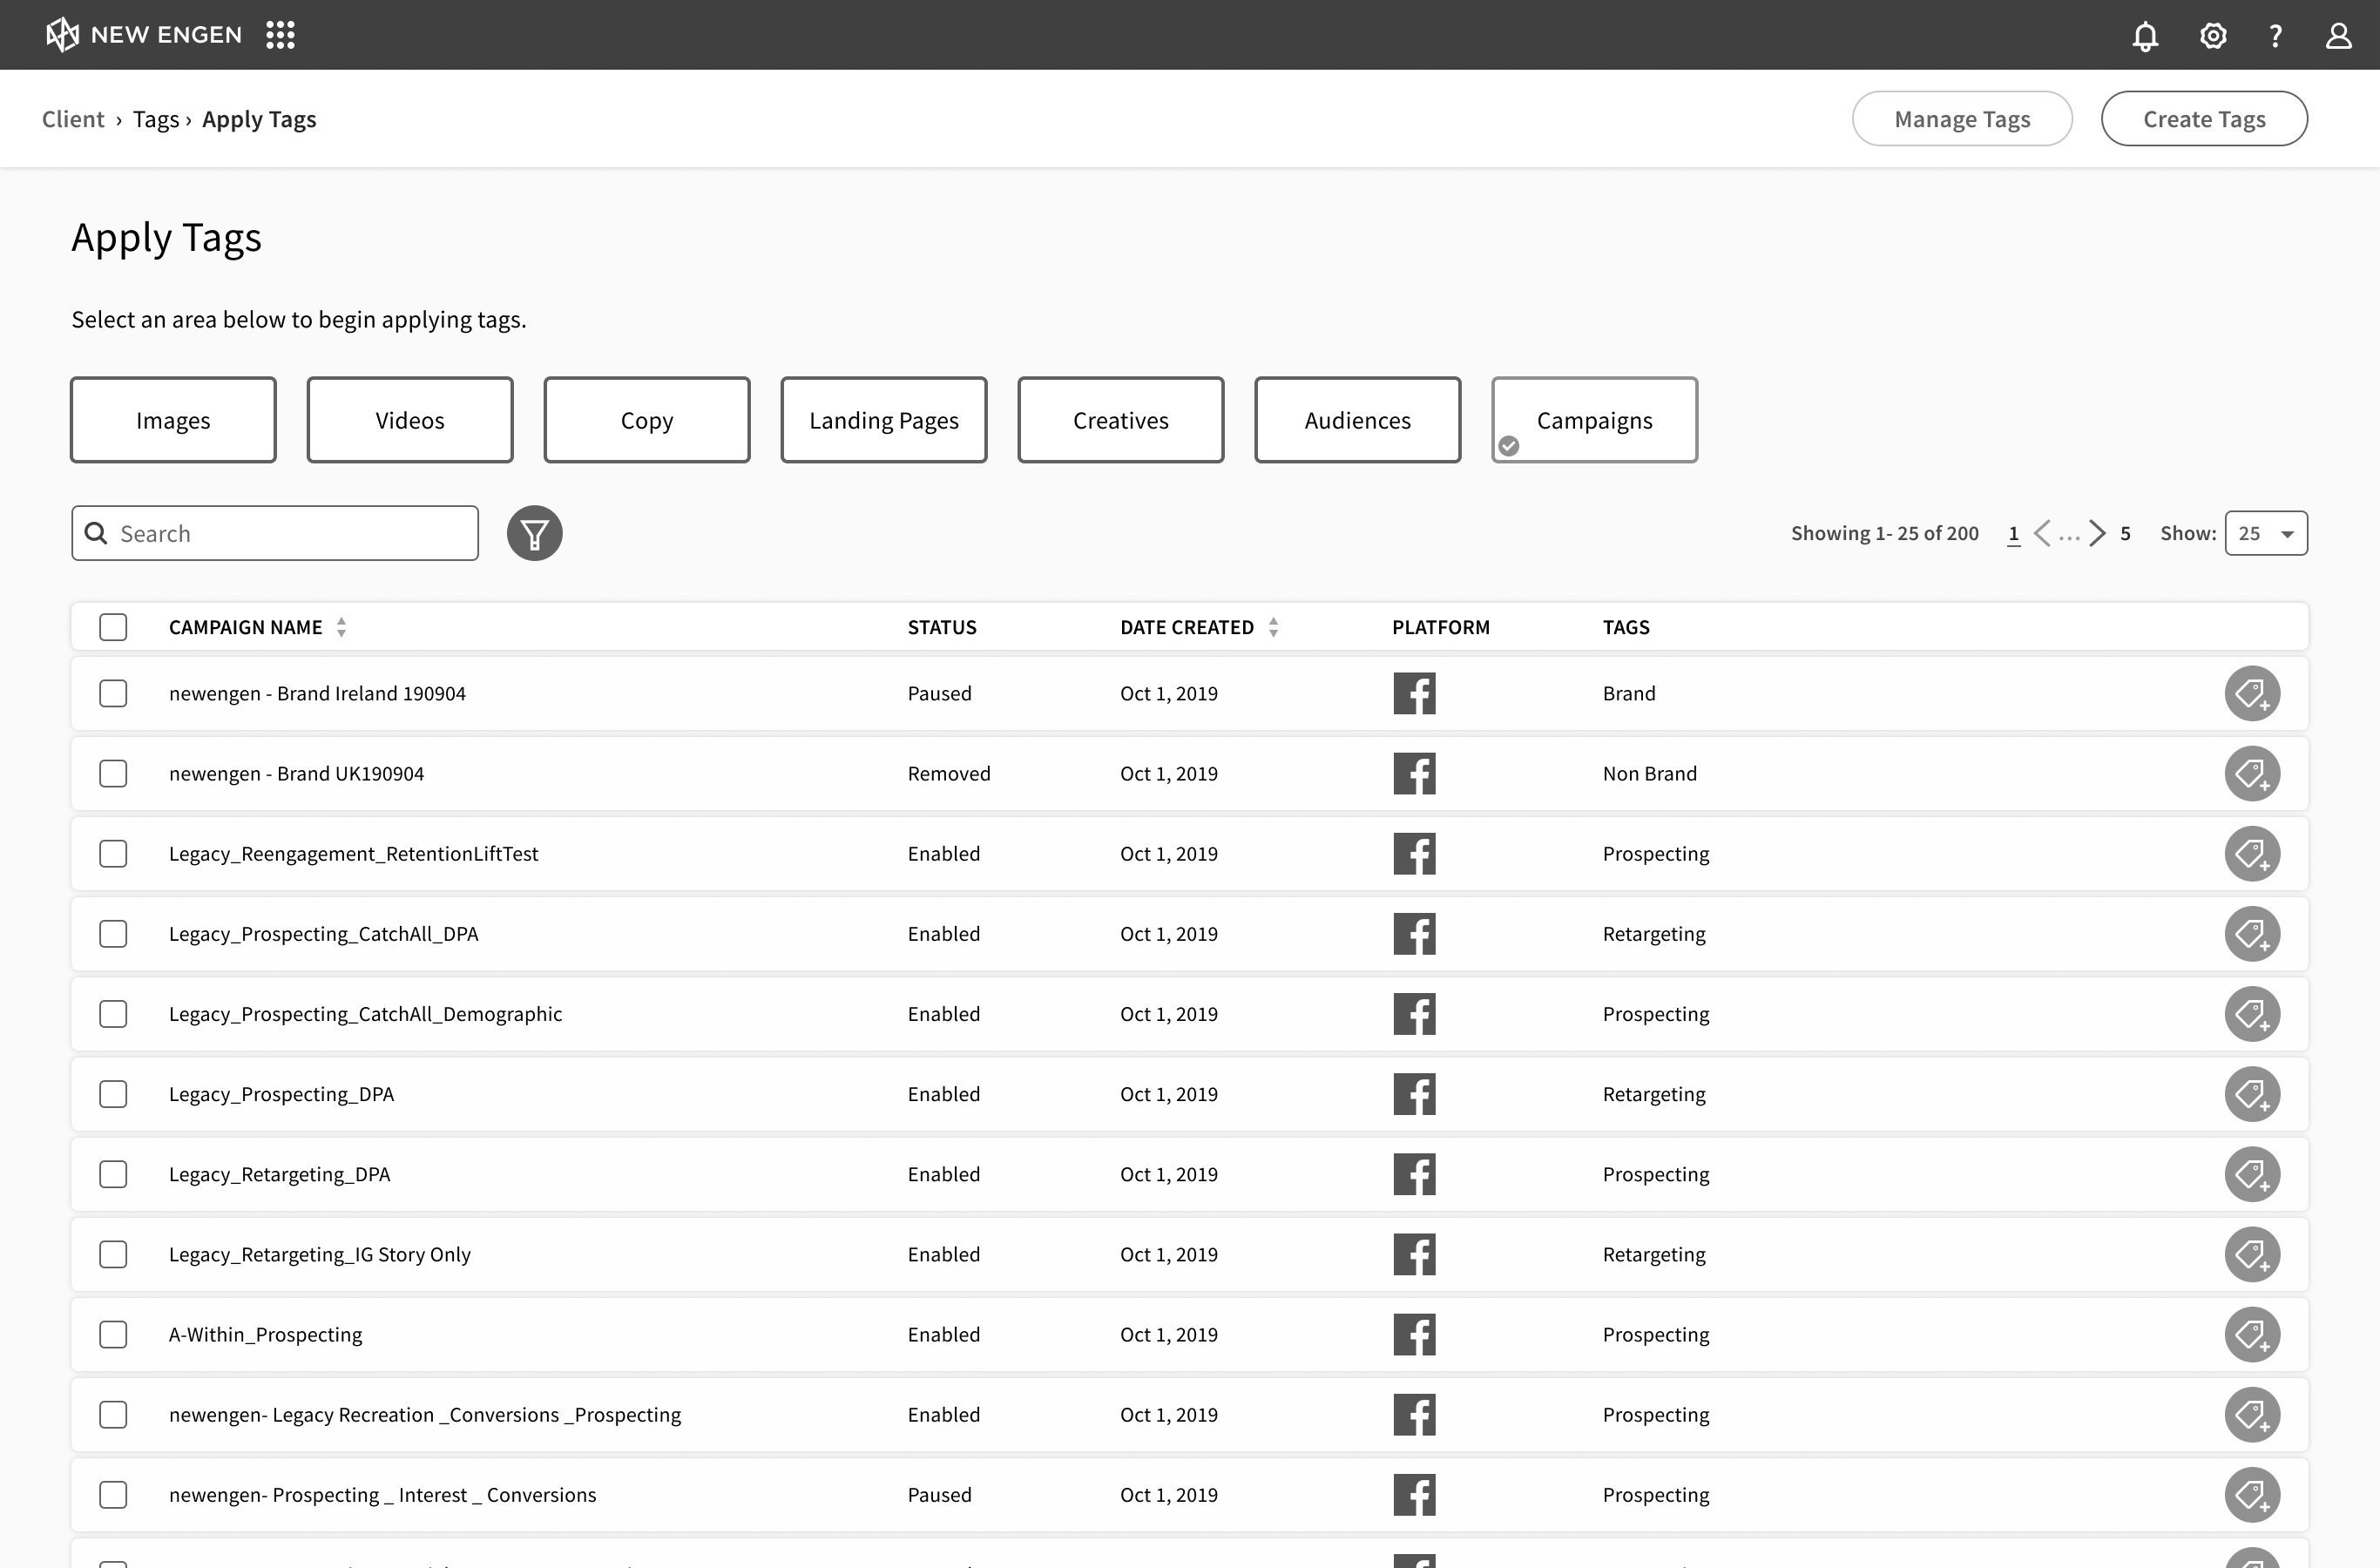 NEW ENGEN
?
Client › Tags › Apply Tags
Manage Tags
Create Tags
Apply Tags
Select an area below to begin applying tags.
Images
Videos
Copy
Landing Pages
Creatives
Audiences
Campaigns
Search
Showing 1- 25 of 200
1 ... 5
Show: 25
CAMPAIGN NAME STATUS DATE CREATED PLATFORM TAGS
newengen - Brand Ireland 190904 Paused Oct 1, 2019 f Brand
newengen - Brand UK190904 Removed Oct 1, 2019 f Non Brand
Legacy_Reengagement_RetentionLiftTest Enabled Oct 1, 2019 f Prospecting
Legacy_Prospecting_CatchAll_DPA Enabled Oct 1, 2019 f Retargeting
Legacy_Prospecting_CatchAll_Demographic Enabled Oct 1, 2019 f Prospecting
Legacy_Prospecting_DPA Enabled Oct 1, 2019 f Retargeting
Legacy_Retargeting_DPA Enabled Oct 1, 2019 f Prospecting
Legacy_Retargeting_IG Story Only Enabled Oct 1, 2019 f Retargeting
A-Within_Prospecting Enabled Oct 1, 2019 f Prospecting
newengen- Legacy Recreation _Conversions _Prospecting Enabled Oct 1, 2019 f Prospecting
newengen- Prospecting _ Interest _ Conversions Paused Oct 1, 2019 f Prospecting